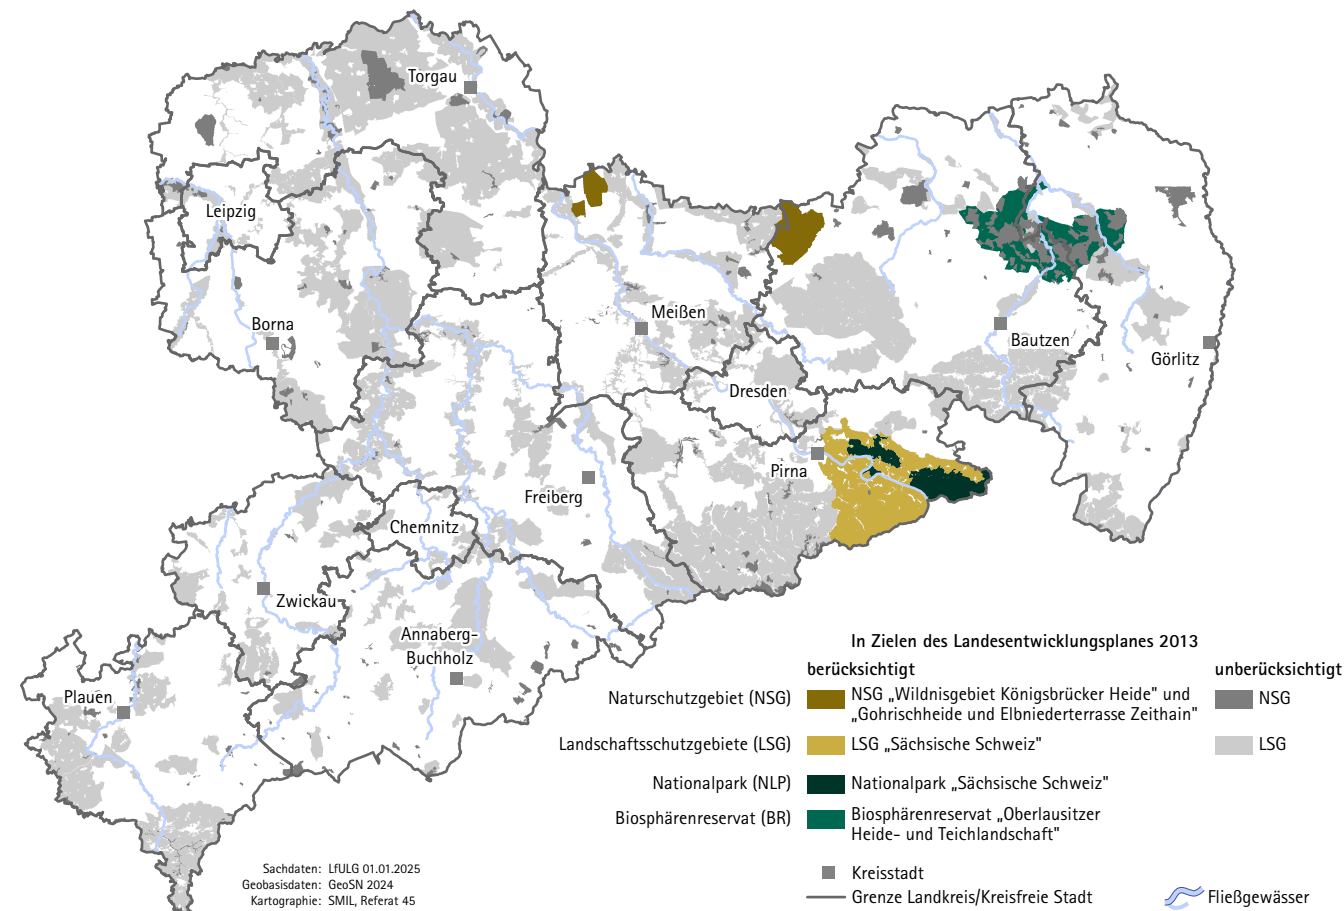 Torgau
Leipzig
Borna
Meißen
Bautzen
Görlitz
Dresden
Pirna
Freiberg
Chemnitz
Zwickau
Annaberg-
Buchholz
Plauen
In Zielen des Landesentwicklungsplanes 2013
berücksichtigt
unberücksichtigt
Naturschutzgebiet (NSG)
NSG „Wildnisgebiet Königsbrücker Heide" und
„Gohrischheide und Elbniederterrasse Zeithain"
NSG
Landschaftsschutzgebiete (LSG)
LSG „Sächsische Schweiz"
LSG
Nationalpark (NLP)
Nationalpark „Sächsische Schweiz"
Biosphärenreservat (BR)
Biosphärenreservat „Oberlausitzer
Heide- und Teichlandschaft"
Kreisstadt
Grenze Landkreis/Kreisfreie Stadt
Fließgewässer
Sachdaten: LfULG 01.01.2025
Geobasisdaten: GeoSN 2024
Kartographie: SMIL, Referat 45